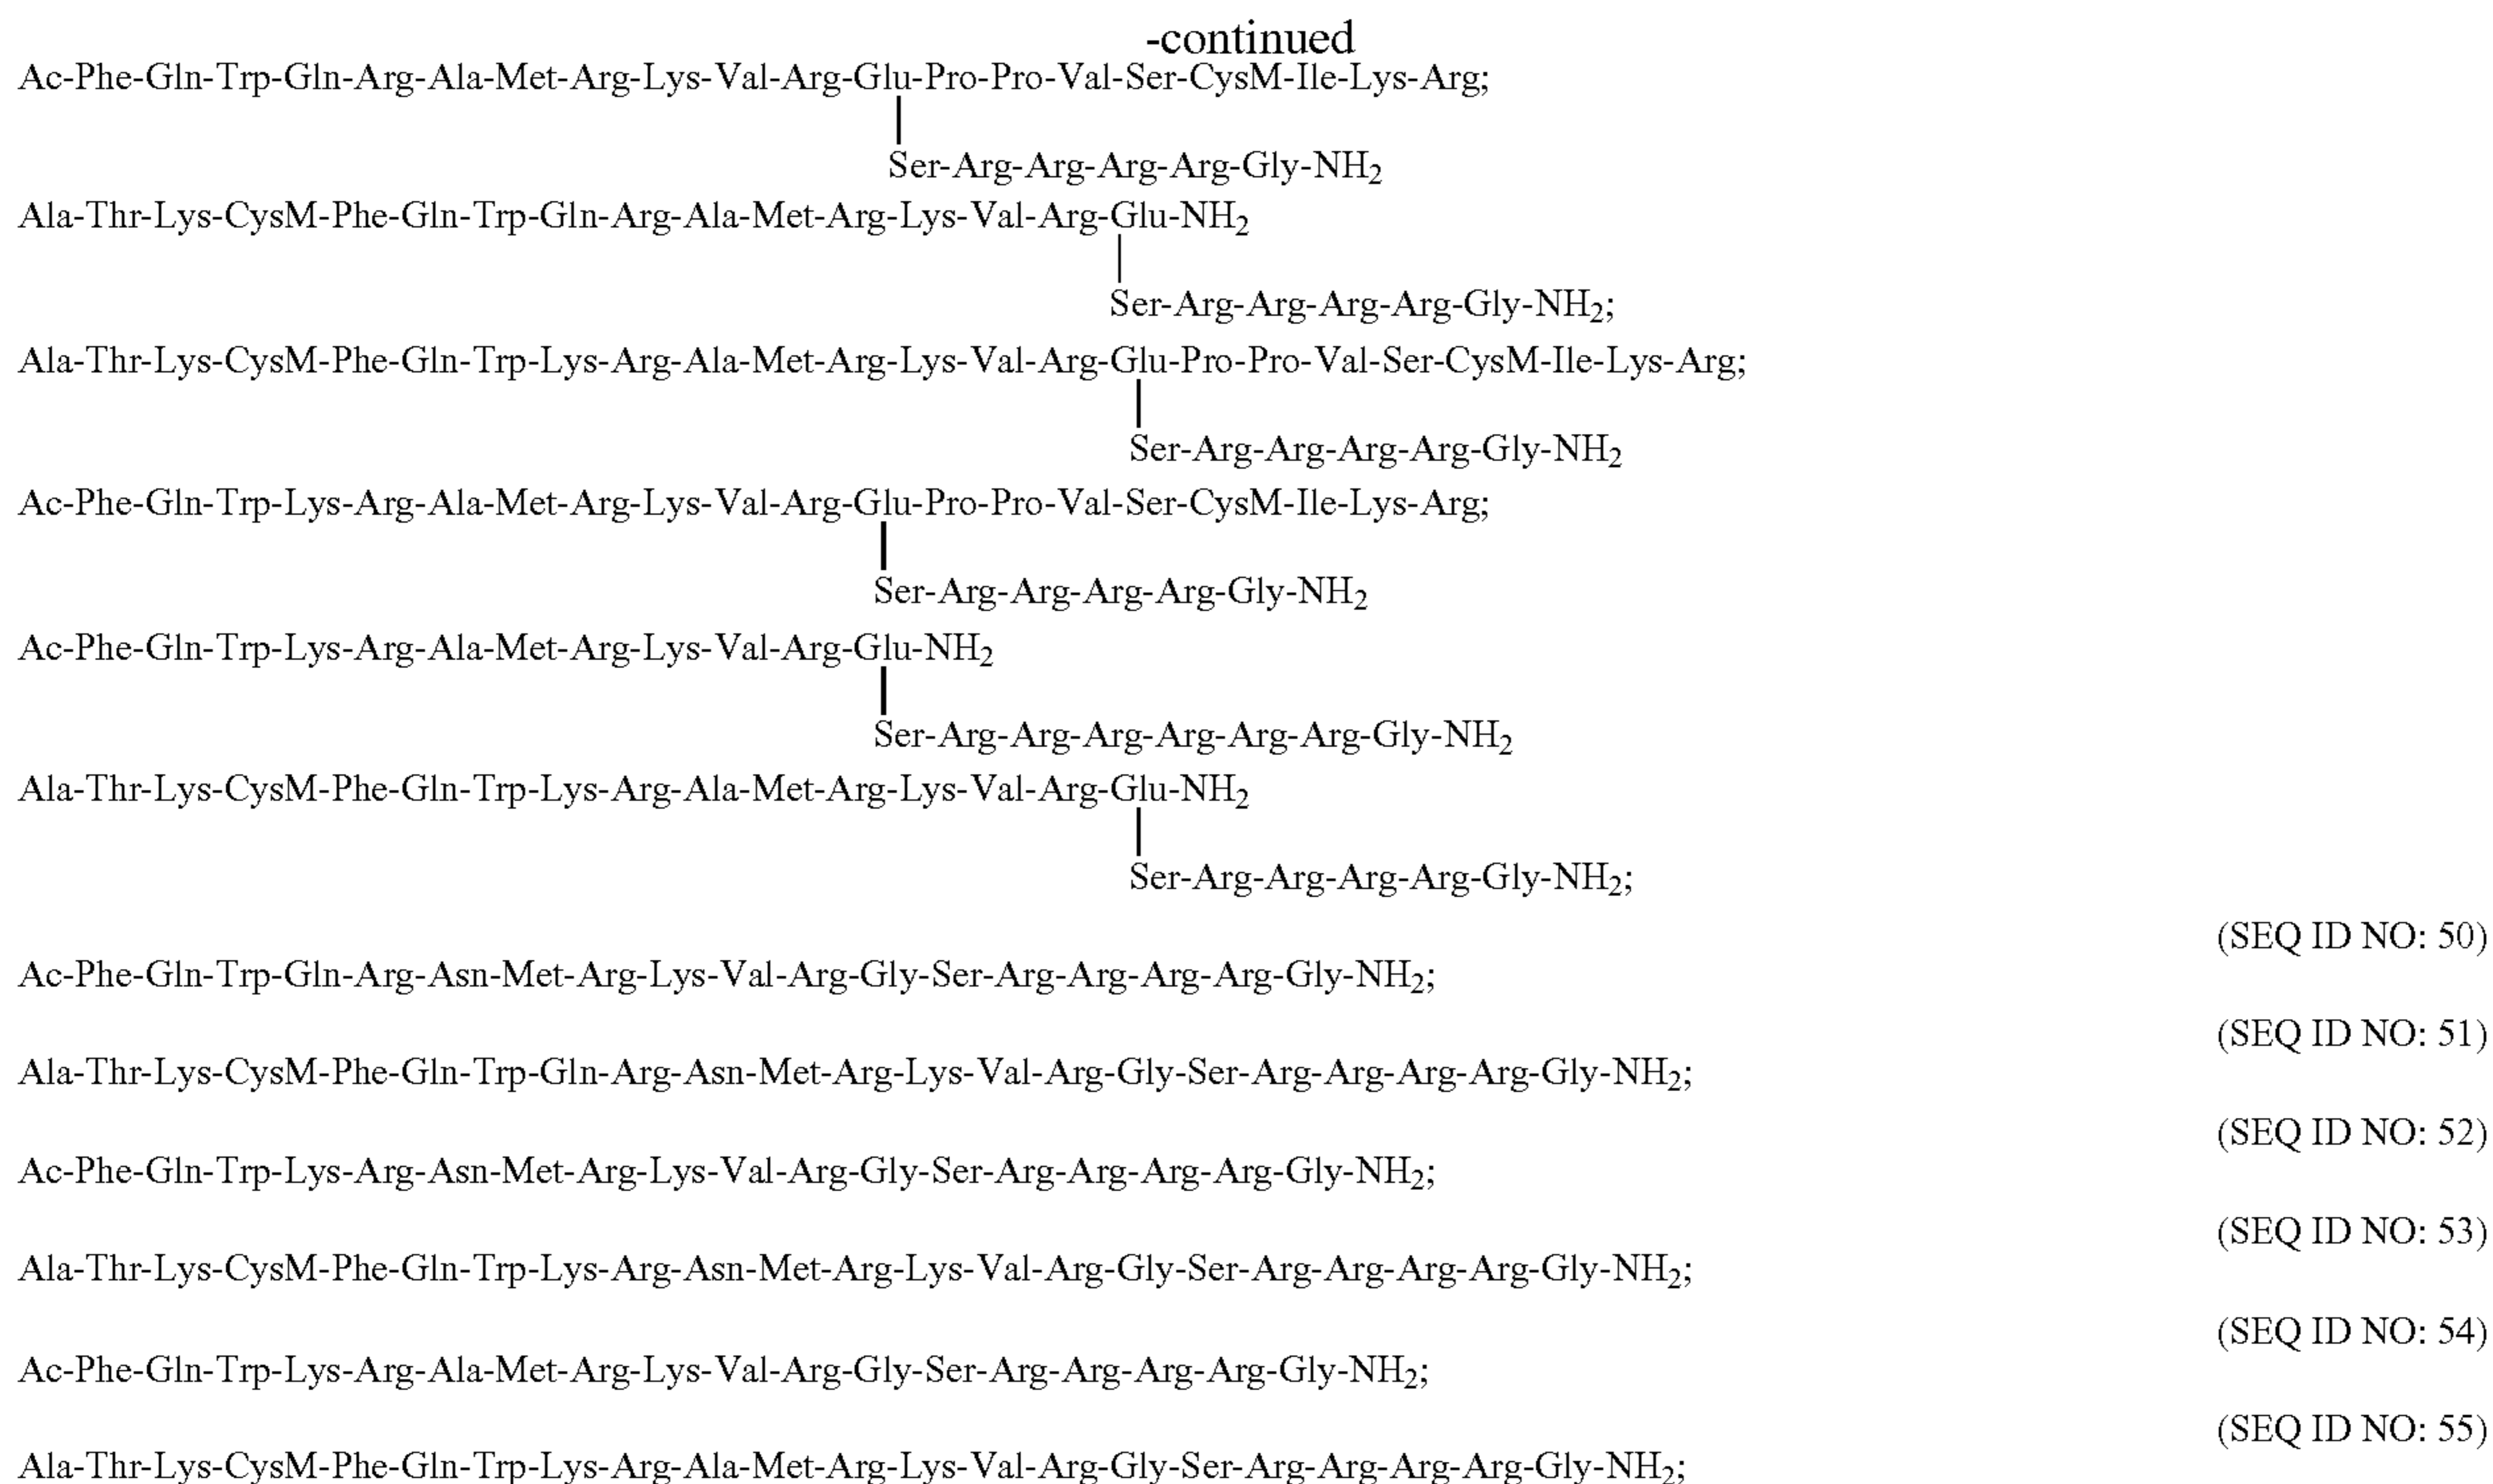 -continued
Ac-Phe-Gln-Trp-Gln-Arg-Ala-Met-Arg-Lys-Val-Arg-Glu-Pro-Pro-Val-Ser-CysM-Ile-Lys-Arg;
Ser-Arg-Arg-Arg-Arg-Gly-NH2
Ala-Thr-Lys-CysM-Phe-Gln-Trp-Gln-Arg-Ala-Met-Arg-Lys-Val-Arg-Glu-NH2
Ser-Arg-Arg-Arg-Arg-Gly-NH2;
Ala-Thr-Lys-CysM-Phe-Gln-Trp-Lys-Arg-Ala-Met-Arg-Lys-Val-Arg-Glu-Pro-Pro-Val-Ser-CysM-Ile-Lys-Arg;
Ser-Arg-Arg-Arg-Arg-Gly-NH2
Ac-Phe-Gln-Trp-Lys-Arg-Ala-Met-Arg-Lys-Val-Arg-Glu-Pro-Pro-Val-Ser-CysM-Ile-Lys-Arg;
Ser-Arg-Arg-Arg-Arg-Gly-NH2
Ac-Phe-Gln-Trp-Lys-Arg-Ala-Met-Arg-Lys-Val-Arg-Glu-NH2
Ser-Arg-Arg-Arg-Arg-Arg-Arg-Gly-NH2
Ala-Thr-Lys-CysM-Phe-Gln-Trp-Lys-Arg-Ala-Met-Arg-Lys-Val-Arg-Glu-NH2
Ser-Arg-Arg-Arg-Arg-Gly-NH2;
(SEQ ID NO: 50)
Ac-Phe-Gln-Trp-Gln-Arg-Asn-Met-Arg-Lys-Val-Arg-Gly-Ser-Arg-Arg-Arg-Arg-Gly-NH2;
(SEQ ID NO: 51)
Ala-Thr-Lys-CysM-Phe-Gln-Trp-Gln-Arg-Asn-Met-Arg-Lys-Val-Arg-Gly-Ser-Arg-Arg-Arg-Arg-Gly-NH2;
(SEQ ID NO: 52)
Ac-Phe-Gln-Trp-Lys-Arg-Asn-Met-Arg-Lys-Val-Arg-Gly-Ser-Arg-Arg-Arg-Arg-Gly-NH2;
(SEQ ID NO: 53)
Ala-Thr-Lys-CysM-Phe-Gln-Trp-Lys-Arg-Asn-Met-Arg-Lys-Val-Arg-Gly-Ser-Arg-Arg-Arg-Arg-Gly-NH2;
(SEQ ID NO: 54)
Ac-Phe-Gln-Trp-Lys-Arg-Ala-Met-Arg-Lys-Val-Arg-Gly-Ser-Arg-Arg-Arg-Arg-Gly-NH2;
(SEQ ID NO: 55)
Ala-Thr-Lys-CysM-Phe-Gln-Trp-Lys-Arg-Ala-Met-Arg-Lys-Val-Arg-Gly-Ser-Arg-Arg-Arg-Arg-Gly-NH2;